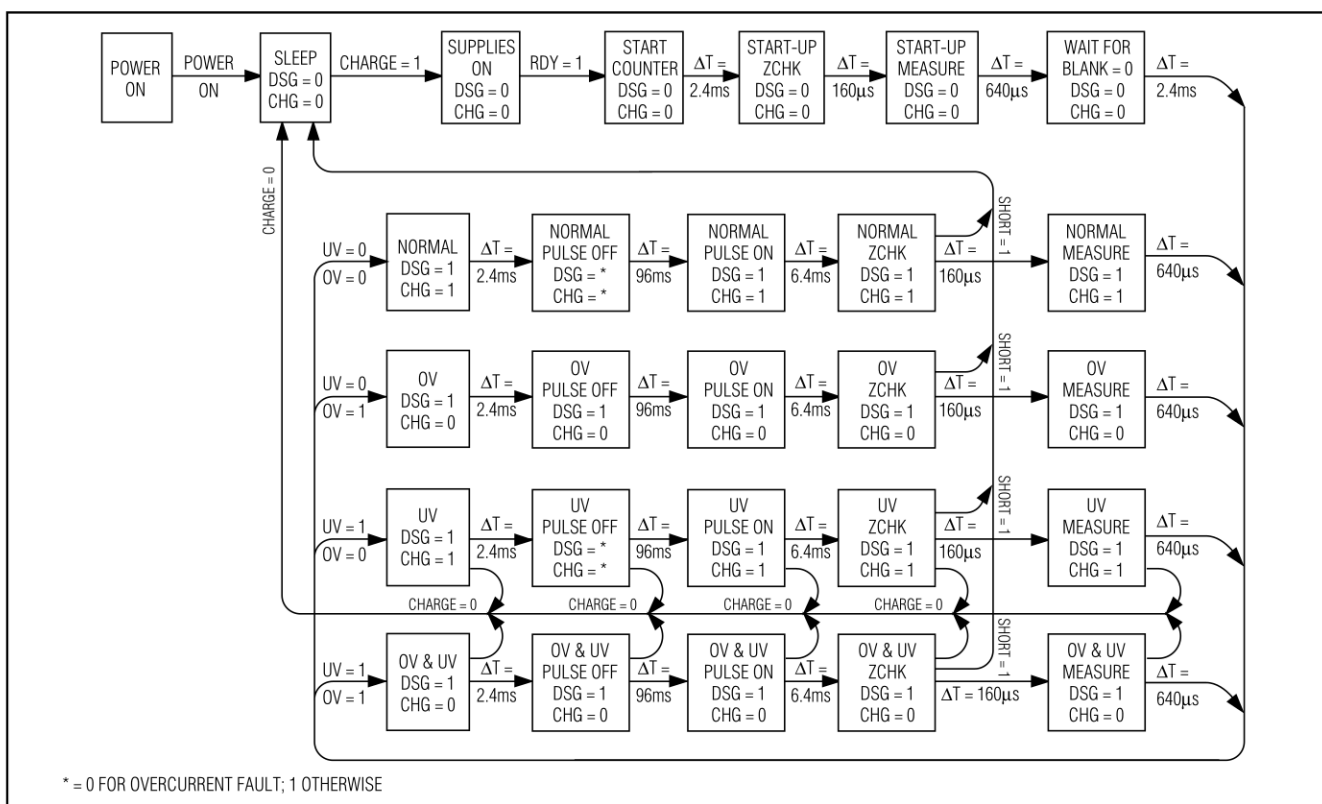 POWER
ON
POWER
ON
SLEEP
DSG = 0
CHG = 0
CHARGE = 1
SUPPLIES
ON
DSG = 0
CHG = 0
RDY = 1
START
COUNTER
DSG = 0
CHG = 0
ΔT =
2.4ms
START-UP
ZCHK
DSG = 0
CHG = 0
ΔT =
160μs
START-UP
MEASURE
DSG = 0
CHG = 0
ΔT =
640μs
WAIT FOR
BLANK = 0
DSG = 0
CHG = 0
ΔT =
2.4ms
CHARGE = 0
UV = 0
OV = 0
NORMAL
DSG = 1
CHG = 1
ΔT =
2.4ms
NORMAL
PULSE OFF
DSG = *
CHG = *
ΔT =
96ms
NORMAL
PULSE ON
DSG = 1
CHG = 1
ΔT =
6.4ms
NORMAL
ZCHK
DSG = 1
CHG = 1
SHORT = 1
ΔT =
160μs
NORMAL
MEASURE
DSG = 1
CHG = 1
ΔT =
640μs
UV = 0
OV = 1
OV
DSG = 1
CHG = 0
ΔT =
2.4ms
OV
PULSE OFF
DSG = 1
CHG = 0
ΔT =
96ms
OV
PULSE ON
DSG = 1
CHG = 0
ΔT =
6.4ms
OV
ZCHK
DSG = 1
CHG = 0
SHORT = 1
ΔT =
160μs
OV
MEASURE
DSG = 1
CHG = 0
ΔT =
640μs
UV = 1
OV = 0
UV
DSG = 1
CHG = 1
ΔT =
2.4ms
UV
PULSE OFF
DSG = *
CHG = *
ΔT =
96ms
UV
PULSE ON
DSG = 1
CHG = 1
ΔT =
6.4ms
UV
ZCHK
DSG = 1
CHG = 1
SHORT = 1
ΔT =
160μs
UV
MEASURE
DSG = 1
CHG = 1
ΔT =
640μs
CHARGE = 0
CHARGE = 0
CHARGE = 0
CHARGE = 0
UV = 1
OV = 1
OV & UV
DSG = 1
CHG = 0
ΔT =
2.4ms
OV & UV
PULSE OFF
DSG = 1
CHG = 0
ΔT =
96ms
OV & UV
PULSE ON
DSG = 1
CHG = 0
ΔT =
6.4ms
OV & UV
ZCHK
DSG = 1
CHG = 0
SHORT = 1
ΔT = 160μs
OV & UV
MEASURE
DSG = 1
CHG = 0
ΔT =
640μs
* = 0 FOR OVERCURRENT FAULT; 1 OTHERWISE